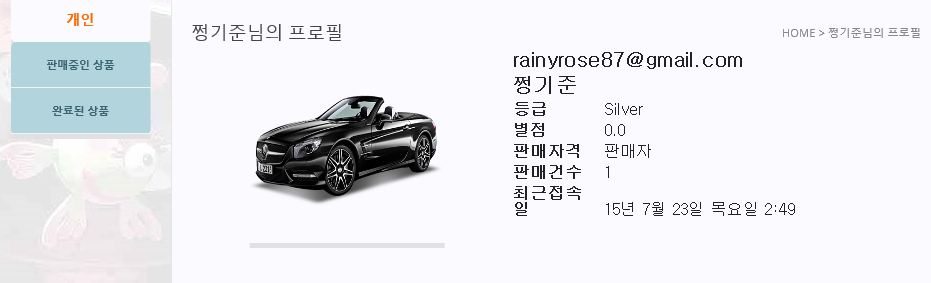 개인
판매중인 상품
완료된 상품
쩡기준님의 프로필
HOME > 쩡기준님의 프로필
rainyrose87@gmail.com
쩡기준
등급 Silver
별점 0.0
판매자격 판매자
판매건수 1
최근접속
일 15년 7월 23일 목요일 2:49